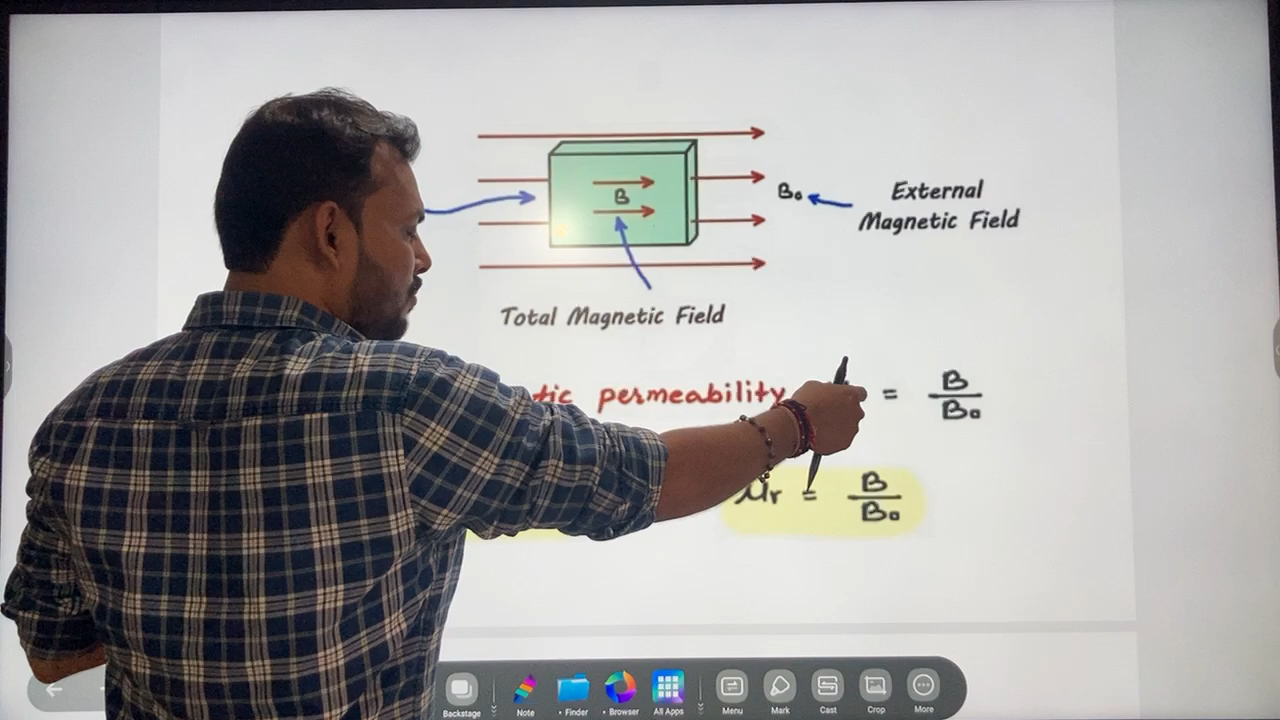 B
B₀
External
Magnetic Field
Total Magnetic Field
permeability = B/B₀
μr = B/B₀
Backstage
Note
• Finder
• Browser
All Apps
Menu
Mark
Cast
Crop
More